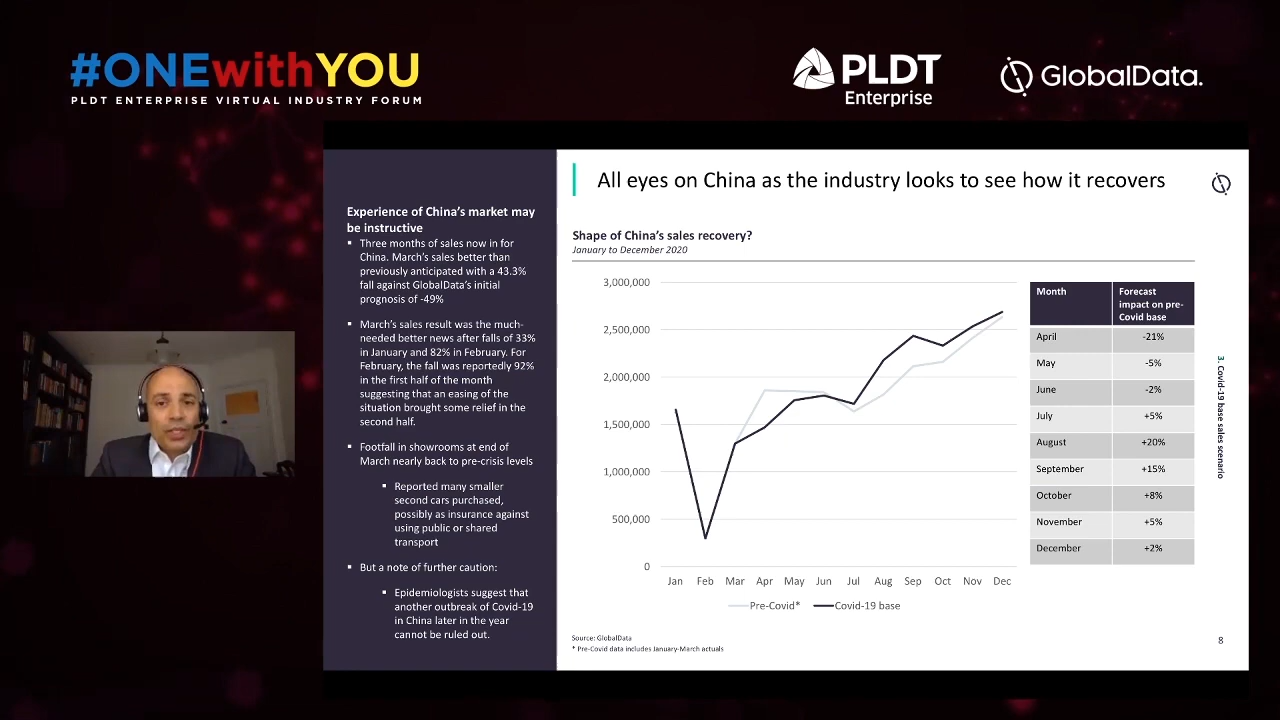 #ONEwithYOU
PLDT ENTERPRISE VIRTUAL INDUSTRY FORUM
PLDT
Enterprise
GlobalData.
Experience of China's market may
be instructive
▪ Three months of sales now in for
China. March's sales better than
previously anticipated with a 43.3%
fall against GlobalData's initial
prognosis of -49%
▪ March's sales result was the much-
needed better news after falls of 33%
in January and 82% in February. For
February, the fall was reportedly 92%
in the first half of the month
suggesting that an easing of the
situation brought some relief in the
second half.
▪ Footfall in showrooms at end of
March nearly back to pre-crisis levels
▪ Reported many smaller
second cars purchased,
possibly as insurance against
using public or shared
transport
▪ But a note of further caution:
▪ Epidemiologists suggest that
another outbreak of Covid-19
in China later in the year
cannot be ruled out.
All eyes on China as the industry looks to see how it recovers
Shape of China's sales recovery?
January to December 2020
3,000,000
2,500,000
2,000,000
1,500,000
1,000,000
500,000
0
Jan Feb Mar Apr May Jun Jul Aug Sep Oct Nov Dec
Pre-Covid* Covid-19 base
Month Forecast
impact on pre-
Covid base
April -21%
May -5%
June -2%
July +5%
August +20%
September +15%
October +8%
November +5%
December +2%
3. Covid-19 base sales scenario
Source: GlobalData
* Pre-Covid data includes January-March actuals
8